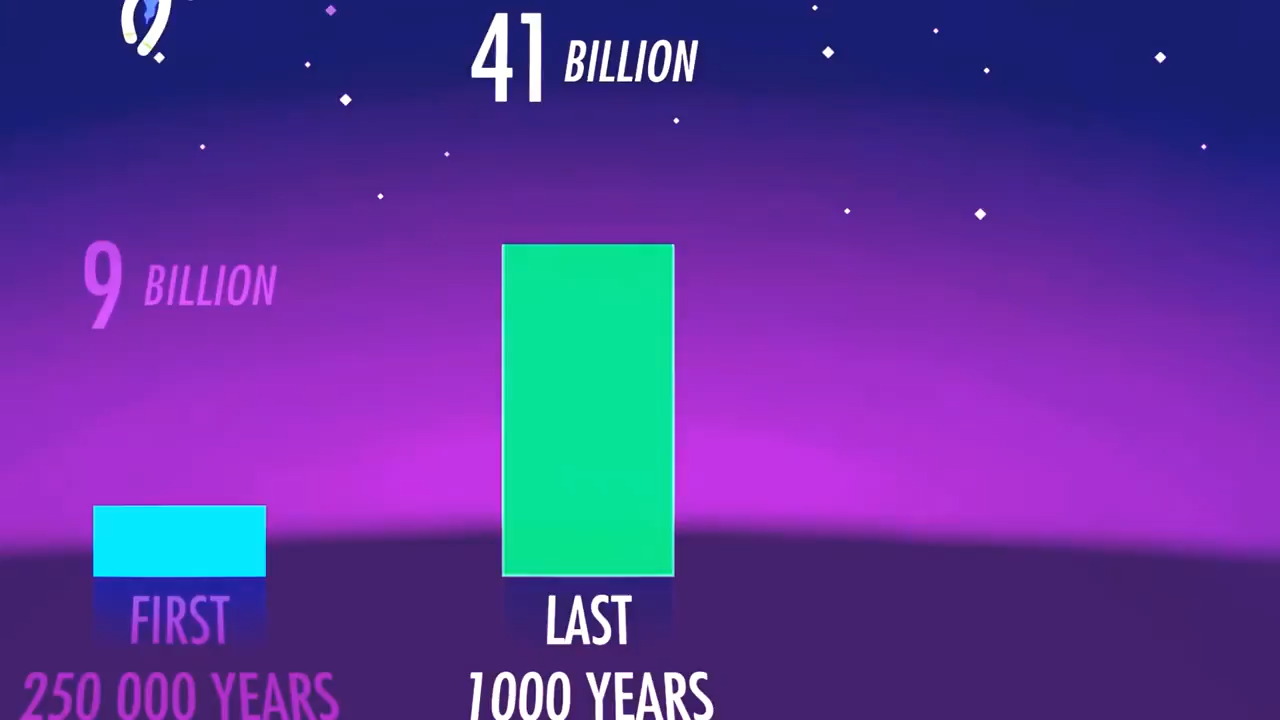 41 BILLION
9 BILLION
FIRST
250 000 YEARS
LAST
1000 YEARS